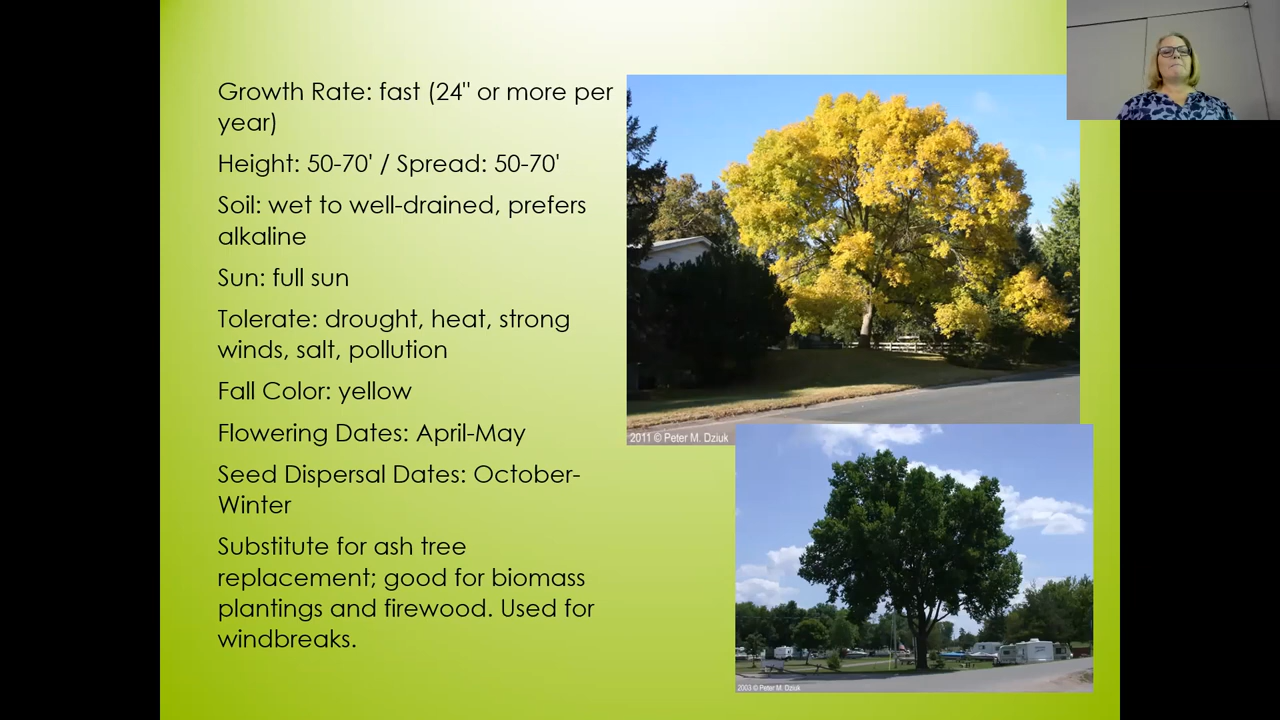 Growth Rate: fast (24" or more per
year)
Height: 50-70' / Spread: 50-70'
Soil: wet to well-drained, prefers
alkaline
Sun: full sun
Tolerate: drought, heat, strong
winds, salt, pollution
Fall Color: yellow
Flowering Dates: April-May
Seed Dispersal Dates: October-
Winter
Substitute for ash tree
replacement; good for biomass
plantings and firewood. Used for
windbreaks.
2011 © Peter M. Dziuk
2003 © Peter M. Dziuk